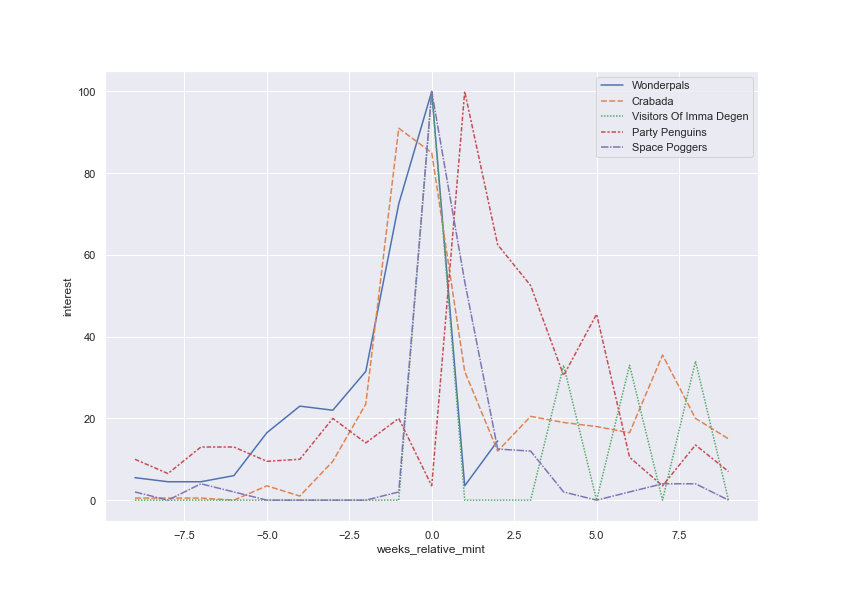 Wonderpals
Crabada
Visitors Of Imma Degen
Party Penguins
Space Poggers
100
80
60
40
20
0
interest
−7.5 −5.0 −2.5 0.0 2.5 5.0 7.5
weeks_relative_mint